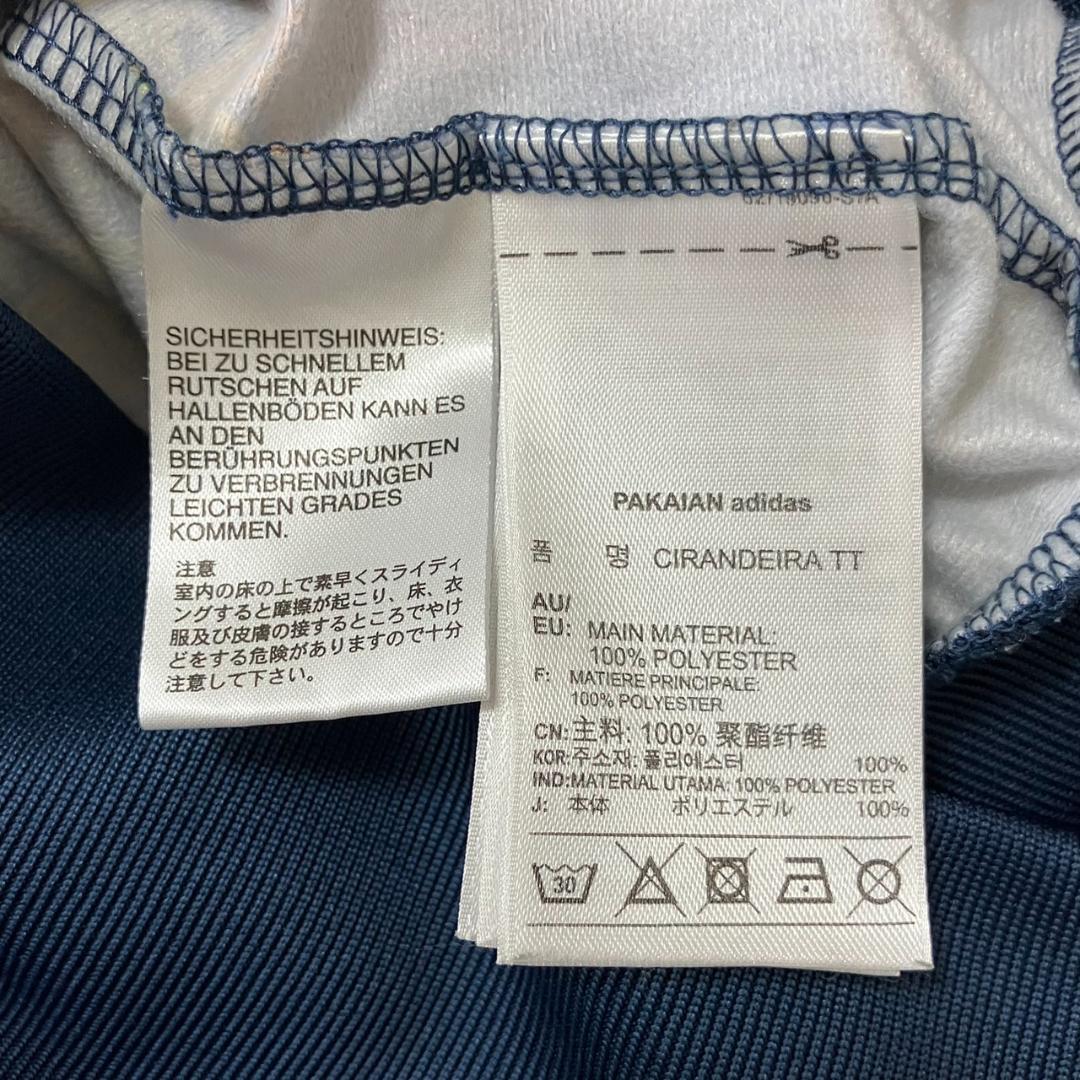 SICHERHEITSHINWEIS:
BEI ZU SCHNELLEM
RUTSCHEN AUF
HALLENBÖDEN KANN ES
AN DEN
BERÜHRUNGSPUNKTEN
ZU VERBRENNUNGEN
LEICHTEN GRADES
KOMMEN.
注意
室内の床の上で素早くスライディ
ングすると摩擦が起こり、床、衣
服及び皮膚の接するところでやけ
どをする危険がありますので十分
注意して下さい。
PAKAIAN adidas
품 명 CIRANDEIRA TT
AU/
EU: MAIN MATERIAL:
100% POLYESTER
F: MATIERE PRINCIPALE:
100% POLYESTER
CN:主料: 100% 聚酯纤维
KOR:주소재: 폴리에스터 100%
IND:MATERIAL UTAMA: 100% POLYESTER
J: 本体 ポリエステル 100%
30